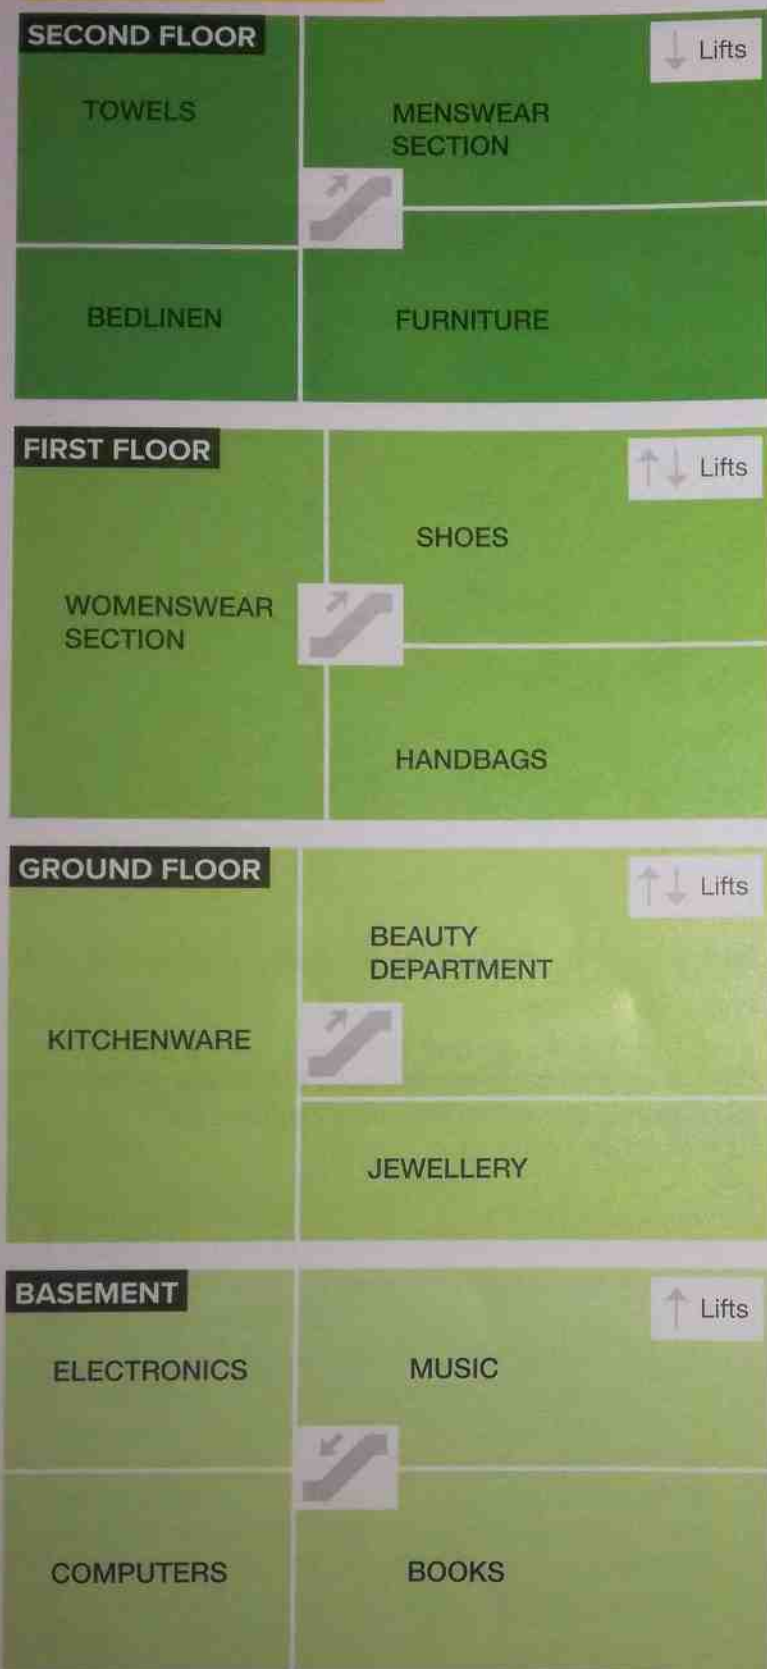 SECOND FLOOR
Lifts
TOWELS
MENSWEAR
SECTION
BEDLINEN
FURNITURE
FIRST FLOOR
Lifts
SHOES
WOMENSWEAR
SECTION
HANDBAGS
GROUND FLOOR
Lifts
BEAUTY
DEPARTMENT
KITCHENWARE
JEWELLERY
BASEMENT
Lifts
ELECTRONICS
MUSIC
COMPUTERS
BOOKS